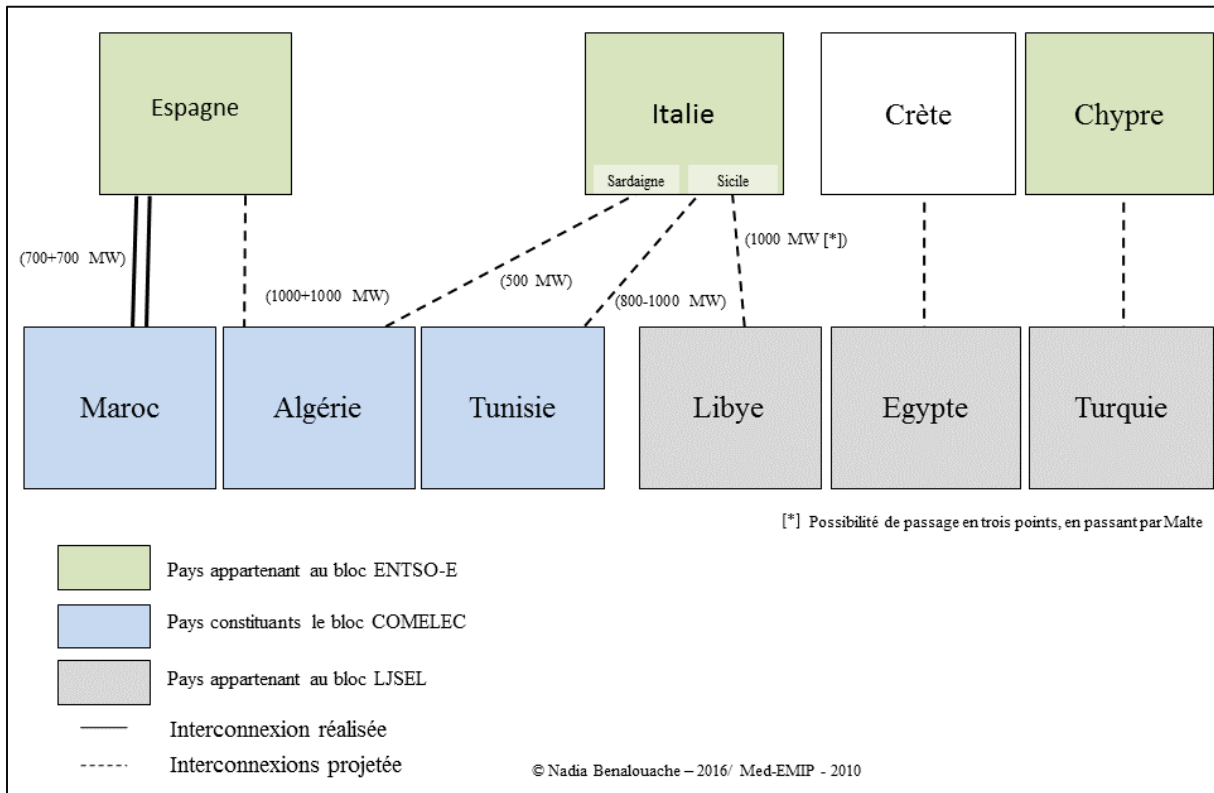 Espagne
Italie
Sardaigne
Sicile
Crète
Chypre
(700+700 MW)
(1000+1000 MW)
(500 MW)
(800-1000 MW)
(1000 MW [*])
Maroc
Algérie
Tunisie
Libye
Egypte
Turquie
[*] Possibilité de passage en trois points, en passant par Malte
Pays appartenant au bloc ENTSO-E
Pays constituants le bloc COMELEC
Pays appartenant au bloc LJSEL
Interconnexion réalisée
Interconnexions projetée
© Nadia Benalouache – 2016/ Med-EMIP - 2010